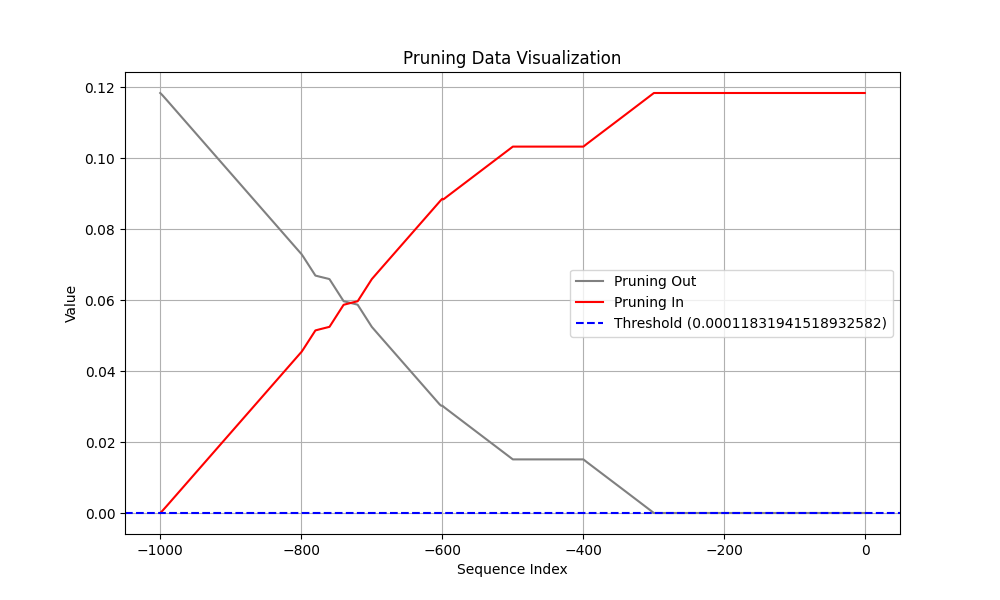 Pruning Data Visualization
0.12
0.10
0.08
0.06
0.04
0.02
0.00
Value
Pruning Out
Pruning In
Threshold (0.00011831941518932582)
−1000
−800
−600
−400
−200
0
Sequence Index